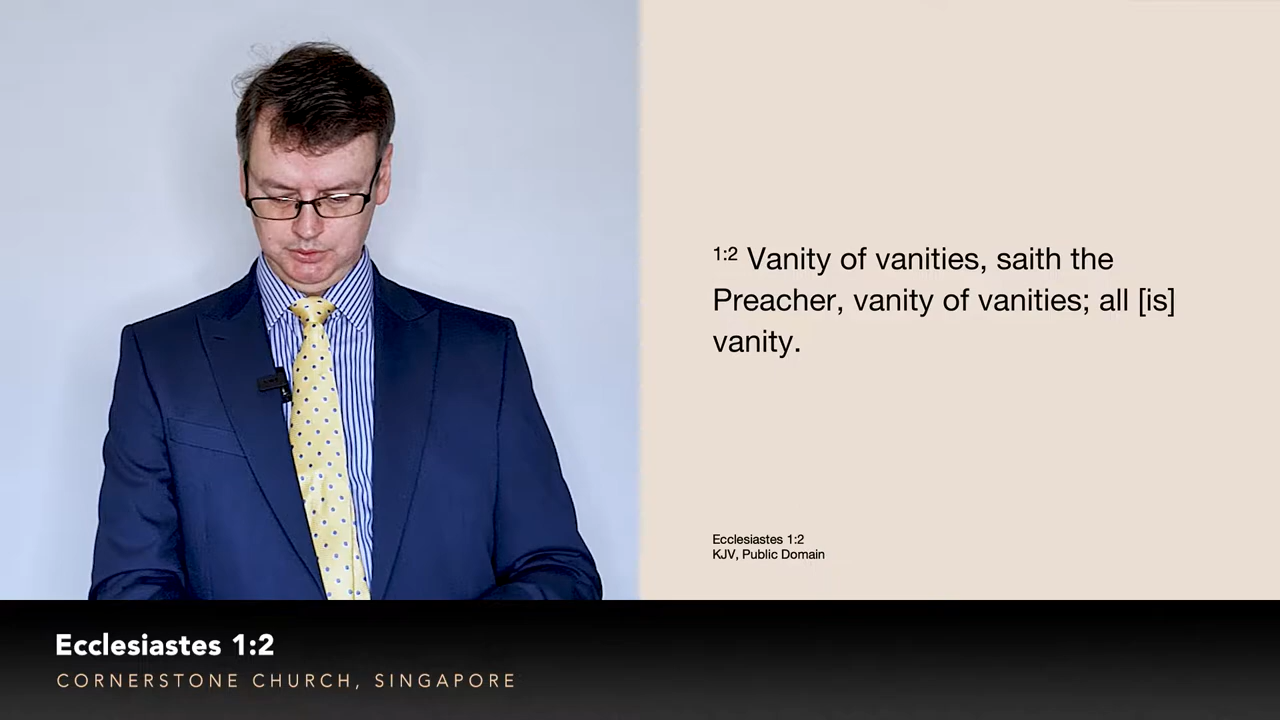 1:2 Vanity of vanities, saith the
Preacher, vanity of vanities; all [is]
vanity.
Ecclesiastes 1:2
KJV, Public Domain
Ecclesiastes 1:2
CORNERSTONE CHURCH, SINGAPORE